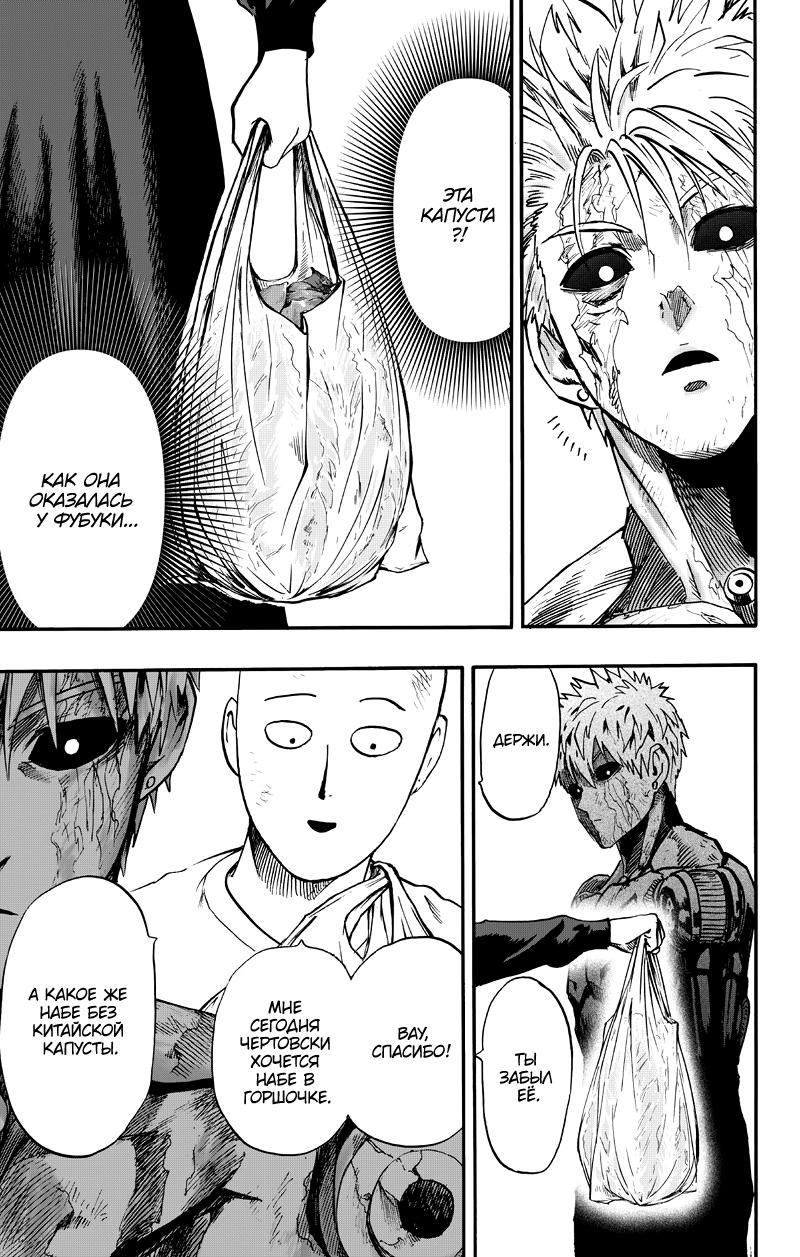 ЭТА
КАПУСТА
?!
КАК ОНА
ОКАЗАЛАСЬ
У ФУБУКИ...
ДЕРЖИ.
ТЫ
ЗАБЫЛ
ЕЁ.
ВАУ,
СПАСИБО!
МНЕ
СЕГОДНЯ
ЧЕРТОВСКИ
ХОЧЕТСЯ
НАБЕ В
ГОРШОЧКЕ.
А КАКОЕ ЖЕ
НАБЕ БЕЗ
КИТАЙСКОЙ
КАПУСТЫ.